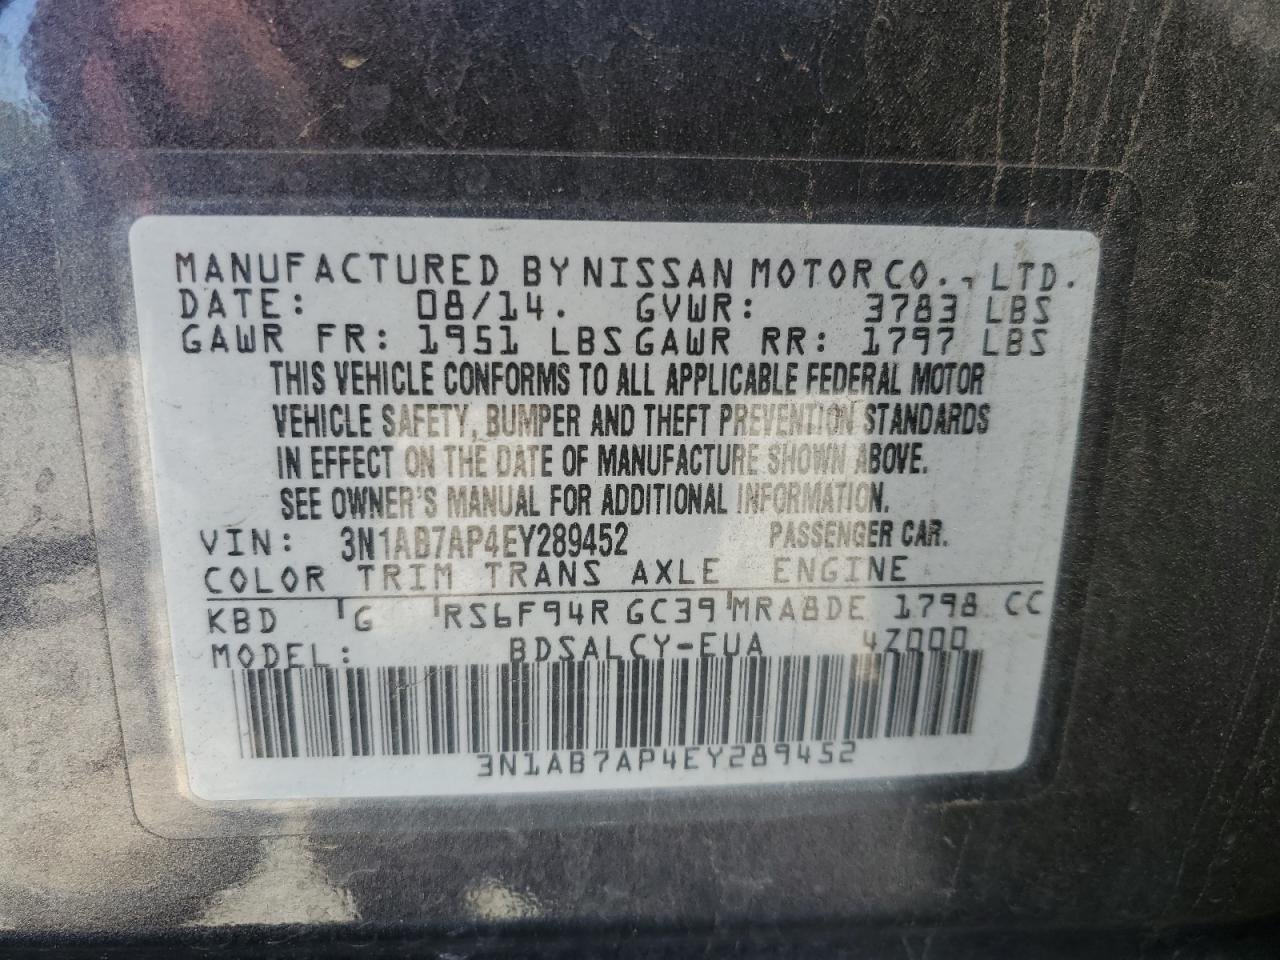 MANUFACTURED BY NISSAN MOTOR CO., LTD.
DATE: 08/14. GVWR: 3783 LBS
GAWR FR: 1951 LBS GAWR RR: 1797 LBS
THIS VEHICLE CONFORMS TO ALL APPLICABLE FEDERAL MOTOR
VEHICLE SAFETY, BUMPER AND THEFT PREVENTION STANDARDS
IN EFFECT ON THE DATE OF MANUFACTURE SHOWN ABOVE.
SEE OWNER'S MANUAL FOR ADDITIONAL INFORMATION.
VIN: 3N1AB7AP4EY289452 PASSENGER CAR.
COLOR TRIM TRANS AXLE ENGINE
KBD G RS6F94R GC39 MRA8DE 1798 CC
MODEL: BDSALCY-EUA 4Z000
3N1AB7AP4EY289452